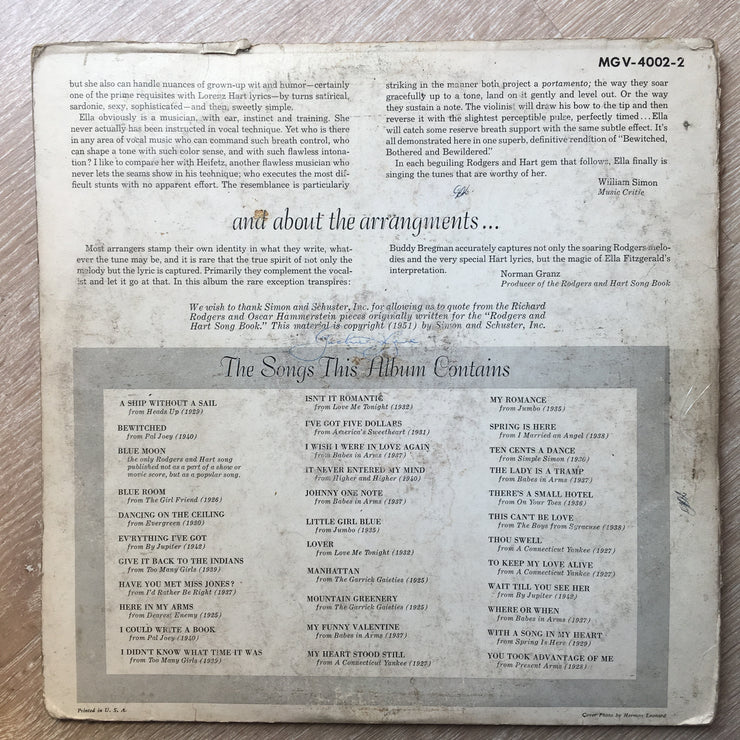 MG V-4002-2
but she also can handle nuances of grown-up wit and humor—certainly
one of the prime requisites with Lorenz Hart lyrics—by turns satirical,
sardonic, sexy, sophisticated—and then, sweetly simple.
Ella obviously is a musician, with ear, instinct and training. She
never actually has been instructed in vocal technique. Yet who is there
in any area of vocal music who can command such breath control, who
can shape a tone with such color sense, and with such flawless intona-
tion? I like to compare her with Heifetz, another flawless musician who
never lets the seams show in his technique; who executes the most dif-
ficult stunts with no apparent effort. The resemblance is particularly
striking in the manner both project a portamento; the way they soar
gracefully up to a tone, land on it gently and level out. Or the way
they sustain a note. The violinist will draw his bow to the tip and then
reverse it with the slightest perceptible pulse, perfectly timed... Ella
will catch some reserve breath support with the same subtle effect. It's
all demonstrated here in one superb, definitive rendition of "Bewitched,
Bothered and Bewildered."
In each beguiling Rodgers and Hart gem that follows, Ella finally is
singing the tunes that are worthy of her.
William Simon
Music Critic
and about the arrangments...
Most arrangers stamp their own identity in what they write, what-
ever the tune may be, and it is rare that the true spirit of not only the
melody but the lyric is captured. Primarily they complement the vocal-
ist and let it go at that. In this album the rare exception transpires:
Buddy Bregman accurately captures not only the soaring Rodgers melo-
dies and the very special Hart lyrics, but the magic of Ella Fitzgerald's
interpretation.
Norman Granz
Producer of the Rodgers and Hart Song Book
We wish to thank Simon and Schuster, Inc. for allowing us to quote from the Richard
Rodgers and Oscar Hammerstein pieces originally written for the "Rodgers and
Hart Song Book." This material is copyright (1951) by Simon and Schuster, Inc.
The Songs This Album Contains
A SHIP WITHOUT A SAIL
from Heads Up (1929)
BEWITCHED
from Pal Joey (1940)
BLUE MOON
the only Rodgers and Hart song
published not as a part of a show or
movie score, but as a popular song.
BLUE ROOM
from The Girl Friend (1926)
DANCING ON THE CEILING
from Evergreen (1930)
EV'RYTHING I'VE GOT
from By Jupiter (1942)
GIVE IT BACK TO THE INDIANS
from Too Many Girls (1939)
HAVE YOU MET MISS JONES?
from I'd Rather Be Right (1937)
HERE IN MY ARMS
from Dearest Enemy (1925)
I COULD WRITE A BOOK
from Pal Joey (1940)
I DIDN'T KNOW WHAT TIME IT WAS
from Too Many Girls (1939)
ISN'T IT ROMANTIC
from Love Me Tonight (1932)
I'VE GOT FIVE DOLLARS
from America's Sweetheart (1931)
I WISH I WERE IN LOVE AGAIN
from Babes in Arms (1937)
IT NEVER ENTERED MY MIND
from Higher and Higher (1940)
JOHNNY ONE NOTE
from Babes in Arms (1937)
LITTLE GIRL BLUE
from Jumbo (1935)
LOVER
from Love Me Tonight (1932)
MANHATTAN
from The Garrick Gaieties (1925)
MOUNTAIN GREENERY
from The Garrick Gaieties (1925)
MY FUNNY VALENTINE
from Babes in Arms (1937)
MY HEART STOOD STILL
from A Connecticut Yankee (1927)
MY ROMANCE
from Jumbo (1935)
SPRING IS HERE
from I Married an Angel (1938)
TEN CENTS A DANCE
from Simple Simon (1930)
THE LADY IS A TRAMP
from Babes in Arms (1937)
THERE'S A SMALL HOTEL
from On Your Toes (1936)
THIS CAN'T BE LOVE
from The Boys from Syracuse (1938)
THOU SWELL
from A Connecticut Yankee (1927)
TO KEEP MY LOVE ALIVE
from A Connecticut Yankee (1927)
WAIT TILL YOU SEE HER
from By Jupiter (1942)
WHERE OR WHEN
from Babes in Arms (1937)
WITH A SONG IN MY HEART
from Spring Is Here (1929)
YOU TOOK ADVANTAGE OF ME
from Present Arms (1928)
Printed in U. S. A.
Cover Photo by Herman Leonard